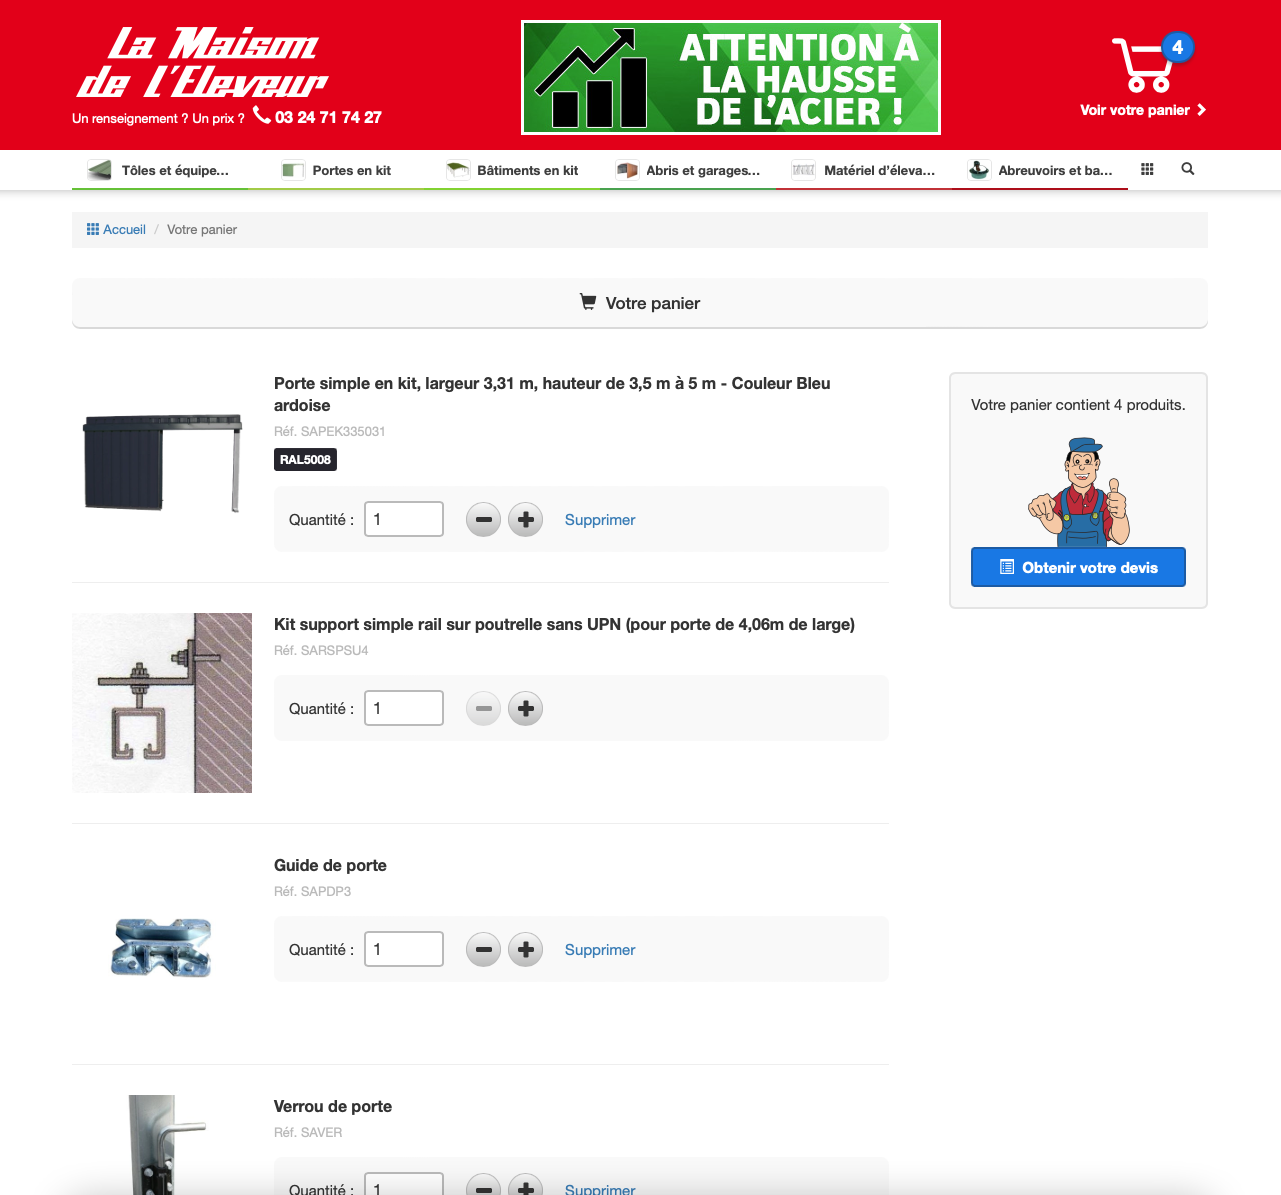 La Maison
de l'Eleveur
Un renseignement ? Un prix ? 03 24 71 74 27
ATTENTION À
LA HAUSSE
DE L'ACIER !
4
Voir votre panier
Tôles et équipe...
Portes en kit
Bâtiments en kit
Abris et garages...
Matériel d'éleva...
Abreuvoirs et ba...
Accueil / Votre panier
Votre panier
Porte simple en kit, largeur 3,31 m, hauteur de 3,5 m à 5 m - Couleur Bleu
ardoise
Réf. SAPEK335031
RAL5008
Quantité : 1 Supprimer
Votre panier contient 4 produits.
Obtenir votre devis
Kit support simple rail sur poutrelle sans UPN (pour porte de 4,06m de large)
Réf. SARSPSU4
Quantité : 1
Guide de porte
Réf. SAPDP3
Quantité : 1 Supprimer
Verrou de porte
Réf. SAVER
Quantité : 1 Supprimer